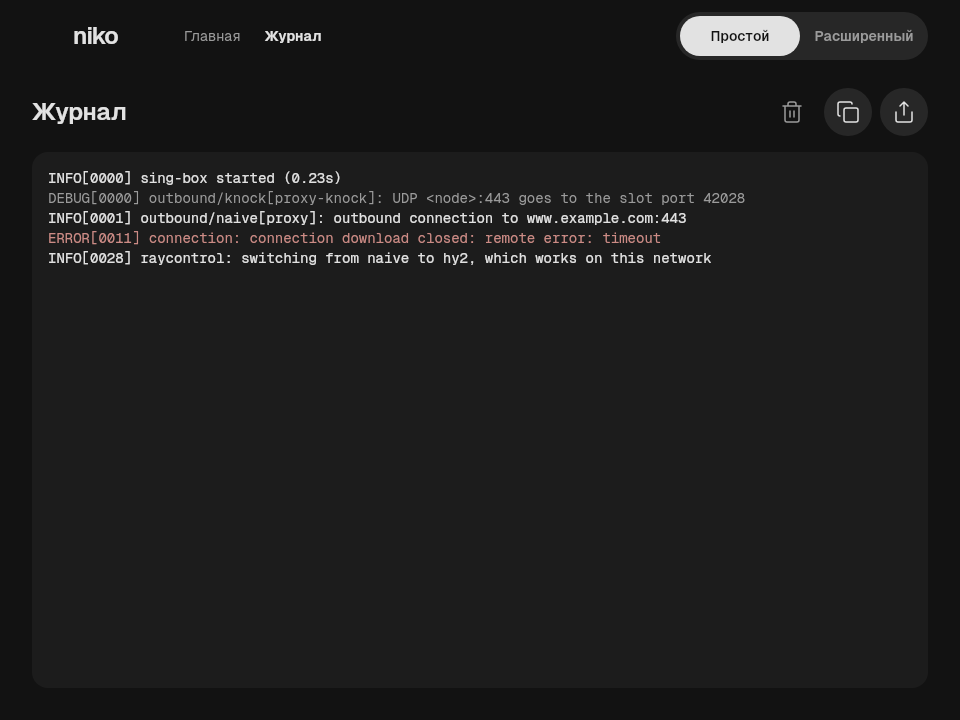 niko
Главная
Журнал
Простой
Расширенный
Журнал
INFO[0000] sing-box started (0.23s)
DEBUG[0000] outbound/knock[proxy-knock]: UDP <node>:443 goes to the slot port 42028
INFO[0001] outbound/naive[proxy]: outbound connection to www.example.com:443
ERROR[0011] connection: connection download closed: remote error: timeout
INFO[0028] raycontrol: switching from naive to hy2, which works on this network